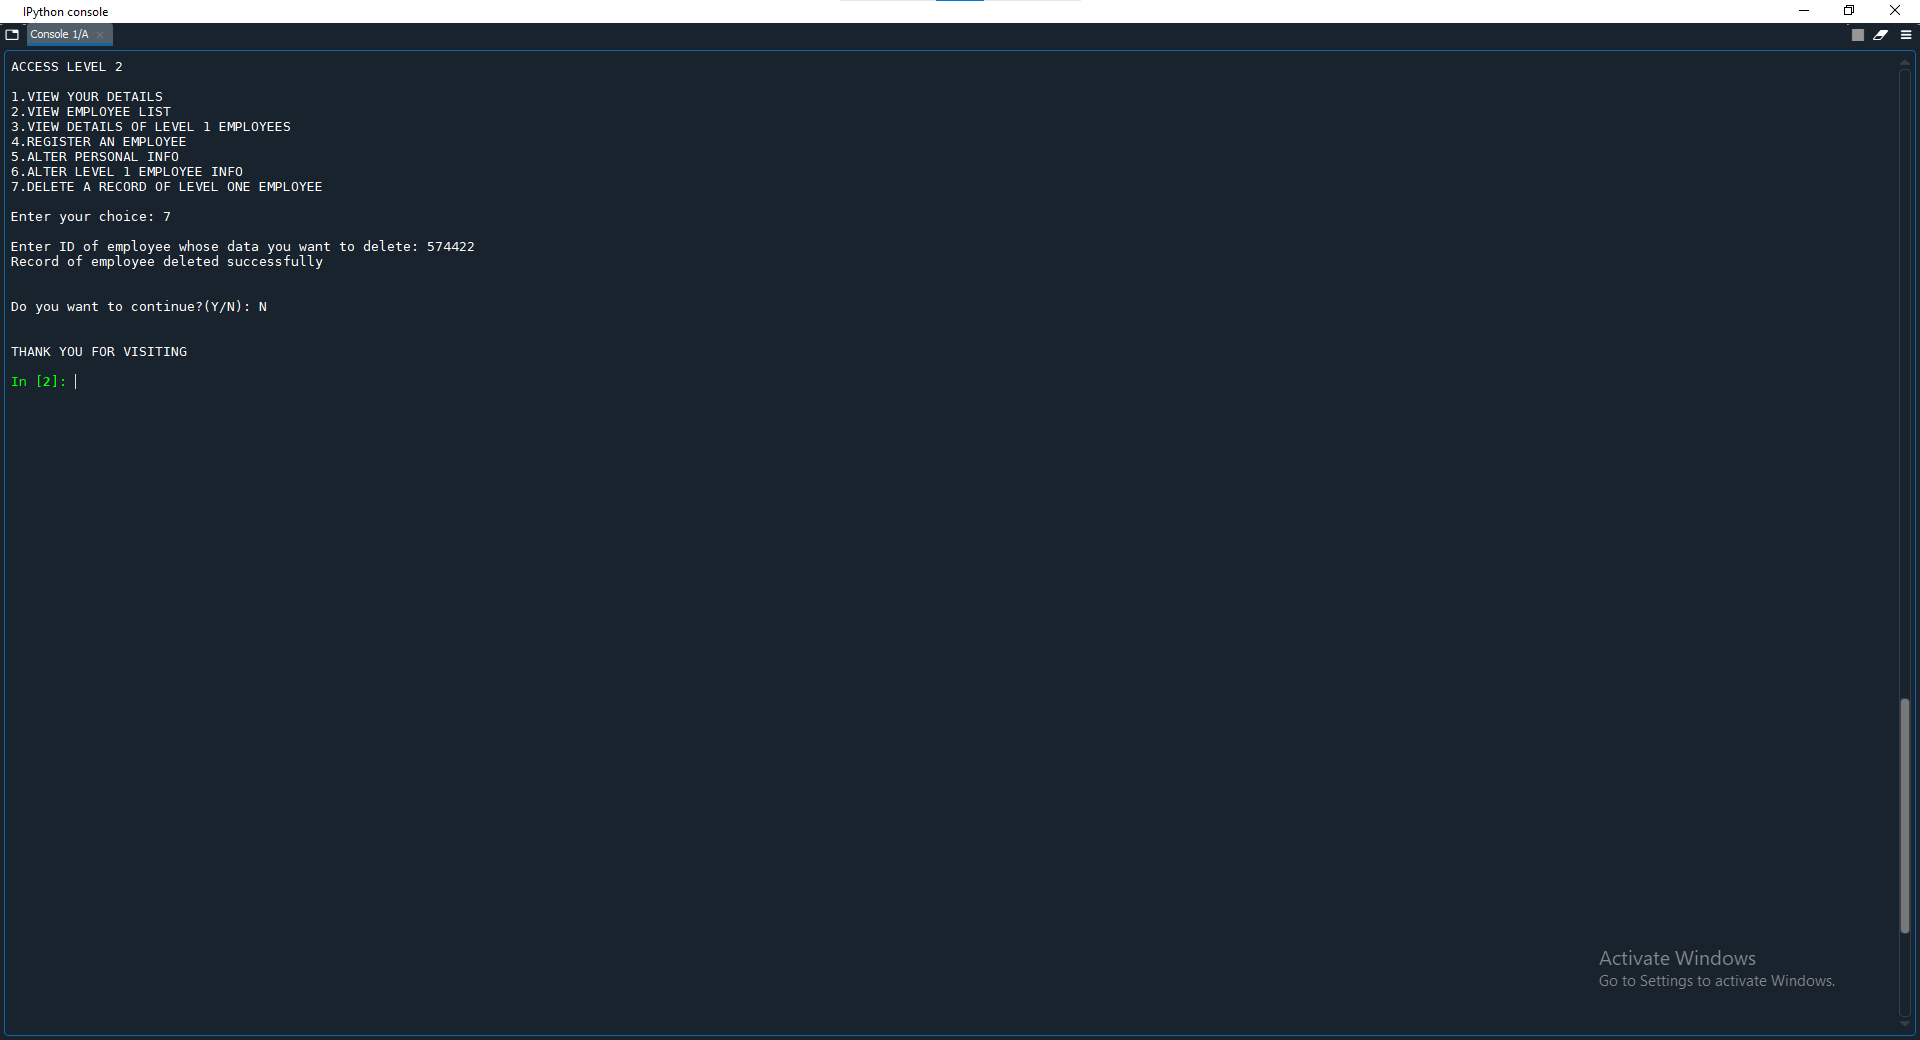 IPython console
Console 1/A
ACCESS LEVEL 2
1.VIEW YOUR DETAILS
2.VIEW EMPLOYEE LIST
3.VIEW DETAILS OF LEVEL 1 EMPLOYEES
4.REGISTER AN EMPLOYEE
5.ALTER PERSONAL INFO
6.ALTER LEVEL 1 EMPLOYEE INFO
7.DELETE A RECORD OF LEVEL ONE EMPLOYEE
Enter your choice: 7
Enter ID of employee whose data you want to delete: 574422
Record of employee deleted successfully
Do you want to continue?(Y/N): N
THANK YOU FOR VISITING
In [2]:
Activate Windows
Go to Settings to activate Windows.